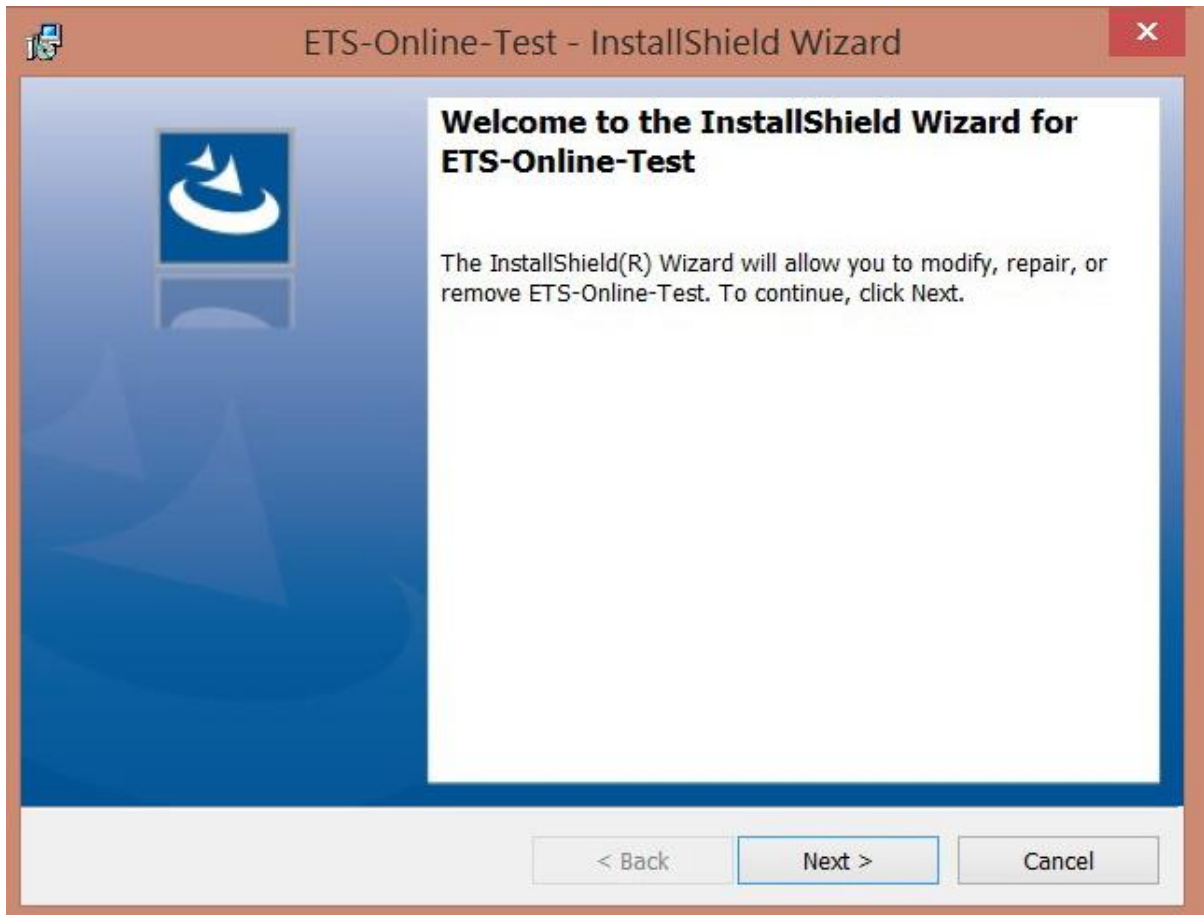 ETS-Online-Test - InstallShield Wizard
Welcome to the InstallShield Wizard for
ETS-Online-Test
The InstallShield(R) Wizard will allow you to modify, repair, or
remove ETS-Online-Test. To continue, click Next.
< Back Next > Cancel